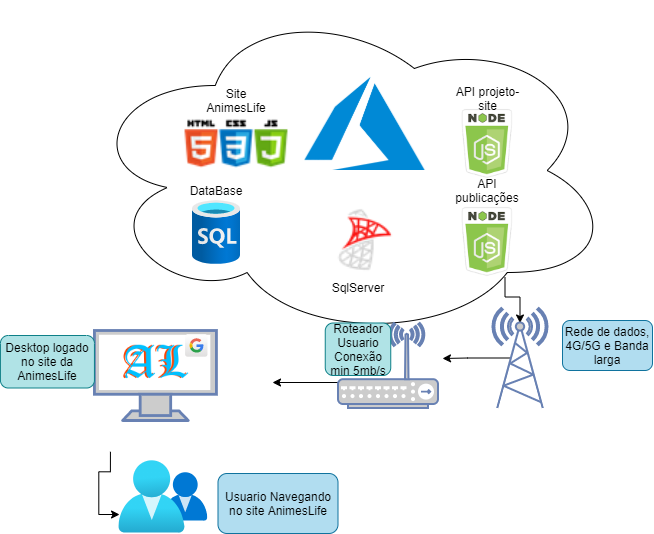 Site
AnimesLife
HTML CSS JS
5 3 J
API projeto-
site
NODE
JS
DataBase
SQL
API
publicações
NODE
JS
SqlServer
Roteador
Usuario
Conexão
min 5mb/s
Rede de dados,
4G/5G e Banda
larga
Desktop logado
no site da
AnimesLife
AL
G
Usuario Navegando
no site AnimesLife